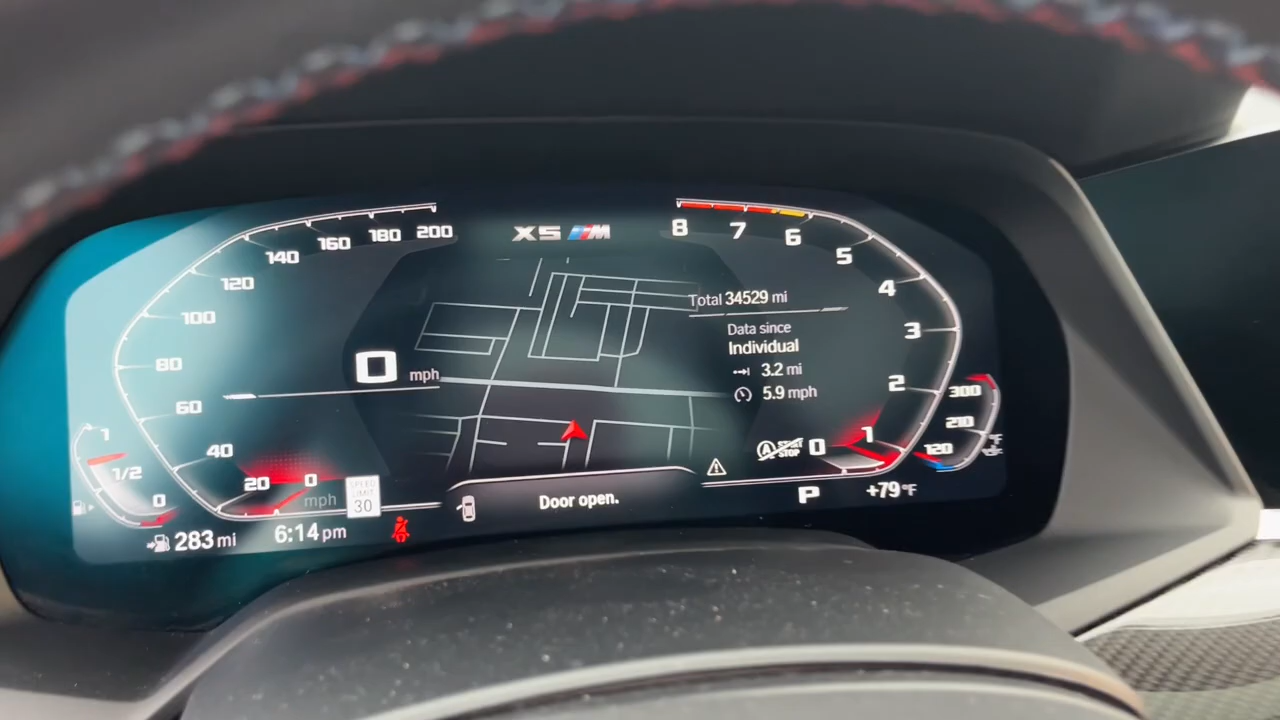 X5 M
200
180
160
140
120
100
80
60
40
20
0
mph
0 mph
8
7
6
5
4
3
2
1
0
Total 34529 mi
Data since
Individual
3.2 mi
5.9 mph
A START
STOP
300
210
120
°F
1
1/2
0
SPEED
LIMIT
30
Door open.
P
+79°F
283 mi
6:14 pm